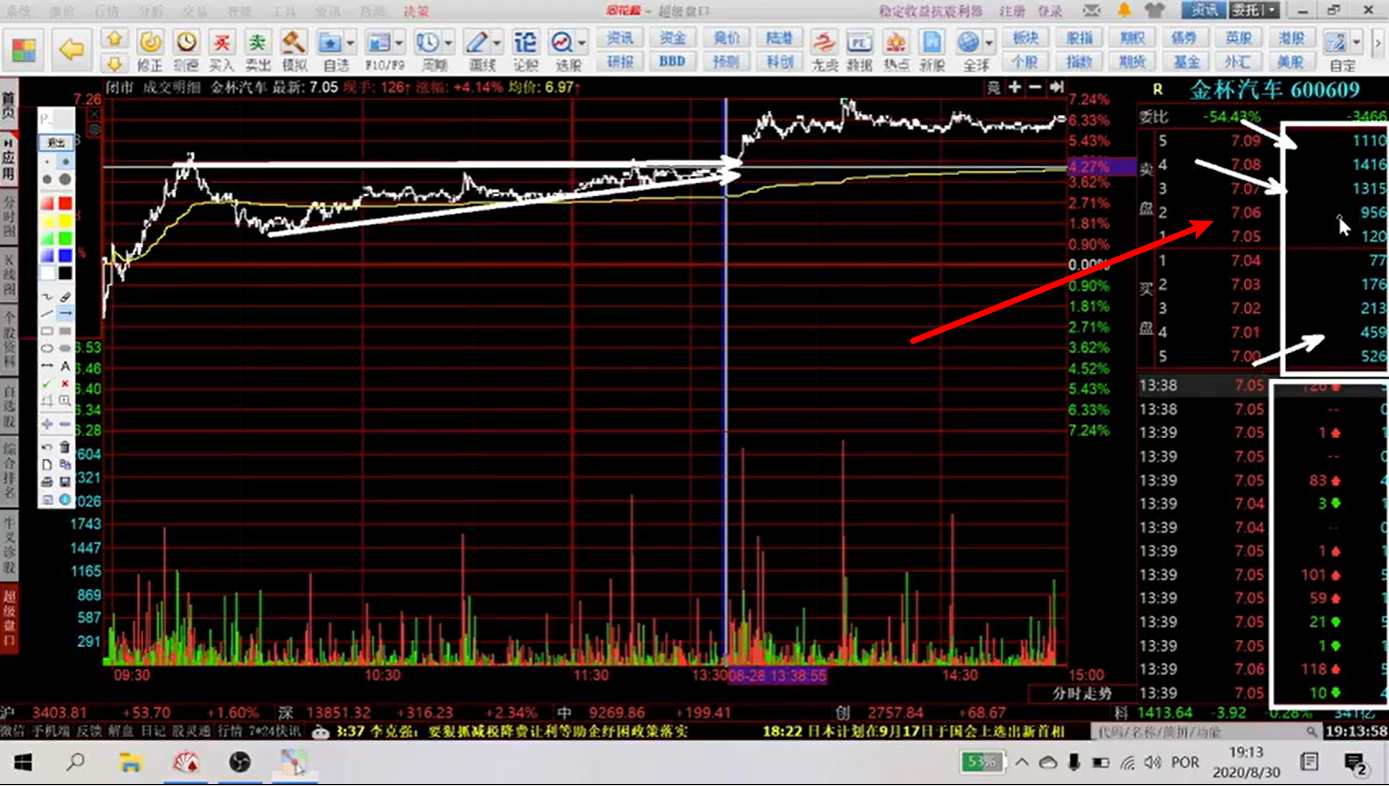 系统 报价 行情 分析 交易 智能 工具 资讯 帮助 决策 同花顺 - 超级盘口 稳定收益抗震利器 注册 登录 资讯 委托
修正 测速 买入 卖出 模拟 自选 F10/F9 周期 画线 论股 选股 资讯 资金 竞价 陆港 龙虎 数据 热点 新股 全球 板块 股指 期权 债券 英股 港股
买 卖 论 PE 研报 BBD 预测 科创 个股 指数 期货 基金 外汇 美股 自定
首页
应用
分时图
K线图
个股资料
自选股
综合排名
牛叉诊股
超级盘口
闭市 成交明细 金杯汽车 最新: 7.05 现手: 126↑ 涨幅: +4.14% 均价: 6.97↑ 竞
R 金杯汽车 600609
委比 -54.43% -3466
卖盘
5 7.09 1110
4 7.08 1416
3 7.07 1315
2 7.06 956
1 7.05 120
买盘
1 7.04 77
2 7.03 176
3 7.02 213
4 7.01 459
5 7.00 526
7.26
退出
A
6.53
6.46
6.40
6.34
6.28
2604
2321
2026
1743
1447
1165
869
587
291
7.24%
6.33%
5.43%
4.27%
3.62%
2.71%
1.81%
0.90%
0.00%
0.90%
1.81%
2.71%
3.62%
4.52%
5.43%
6.33%
7.24%
13:38 7.05 126
13:38 7.05 -- 0
13:39 7.05 1
13:39 7.05 -- 0
13:39 7.05 83
13:39 7.04 3
13:39 7.04 -- 0
13:39 7.05 1
13:39 7.05 101
13:39 7.05 59
13:39 7.05 21
13:39 7.05 1
13:39 7.06 118
13:39 7.05 10
09:30 10:30 11:30 13:30 08-28 13:38:55 14:30 15:00
分时走势
沪 3403.81 +53.70 +1.60% 深 13851.32 +316.23 +2.34% 中 9269.86 +199.41 创 2757.84 +68.67 科 1413.64 -3.92 -0.28% 341亿
微信 手机端 反馈 解盘 日记 股灵通 行情 7*24快讯 3:37 李克强：要狠抓减税降费让利等助企纾困政策落实 18:22 日本计划在9月17日于国会上选出新首相 代码/名称/简拼/功能 19:13:58
53% POR 19:13
2020/8/30 2